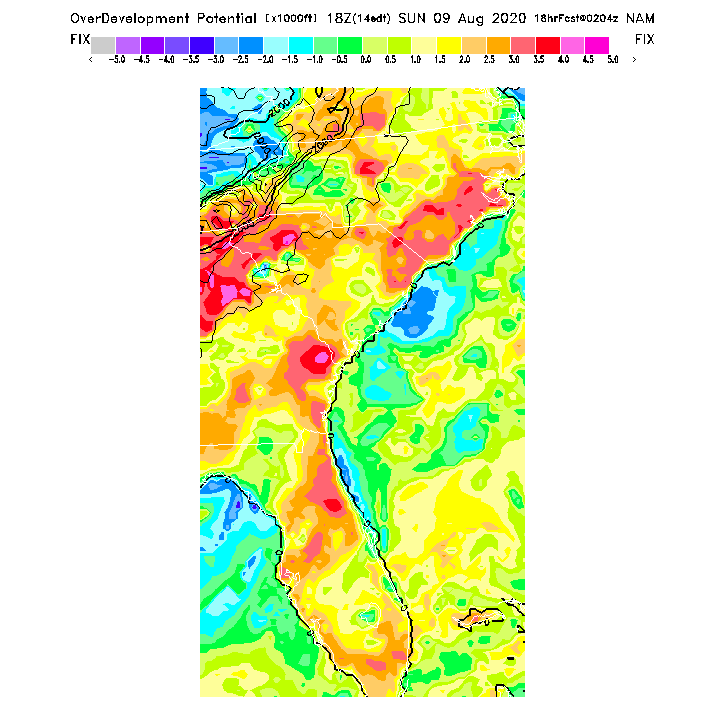 OverDevelopment Potential [x1000ft] 18Z(14edt) SUN 09 Aug 2020 18hrFcst@0204z NAM
FIX FIX
< -5.0 -4.5 -4.0 -3.5 -3.0 -2.5 -2.0 -1.5 -1.0 -0.5 0.0 0.5 1.0 1.5 2.0 2.5 3.0 3.5 4.0 4.5 5.0 >
2000